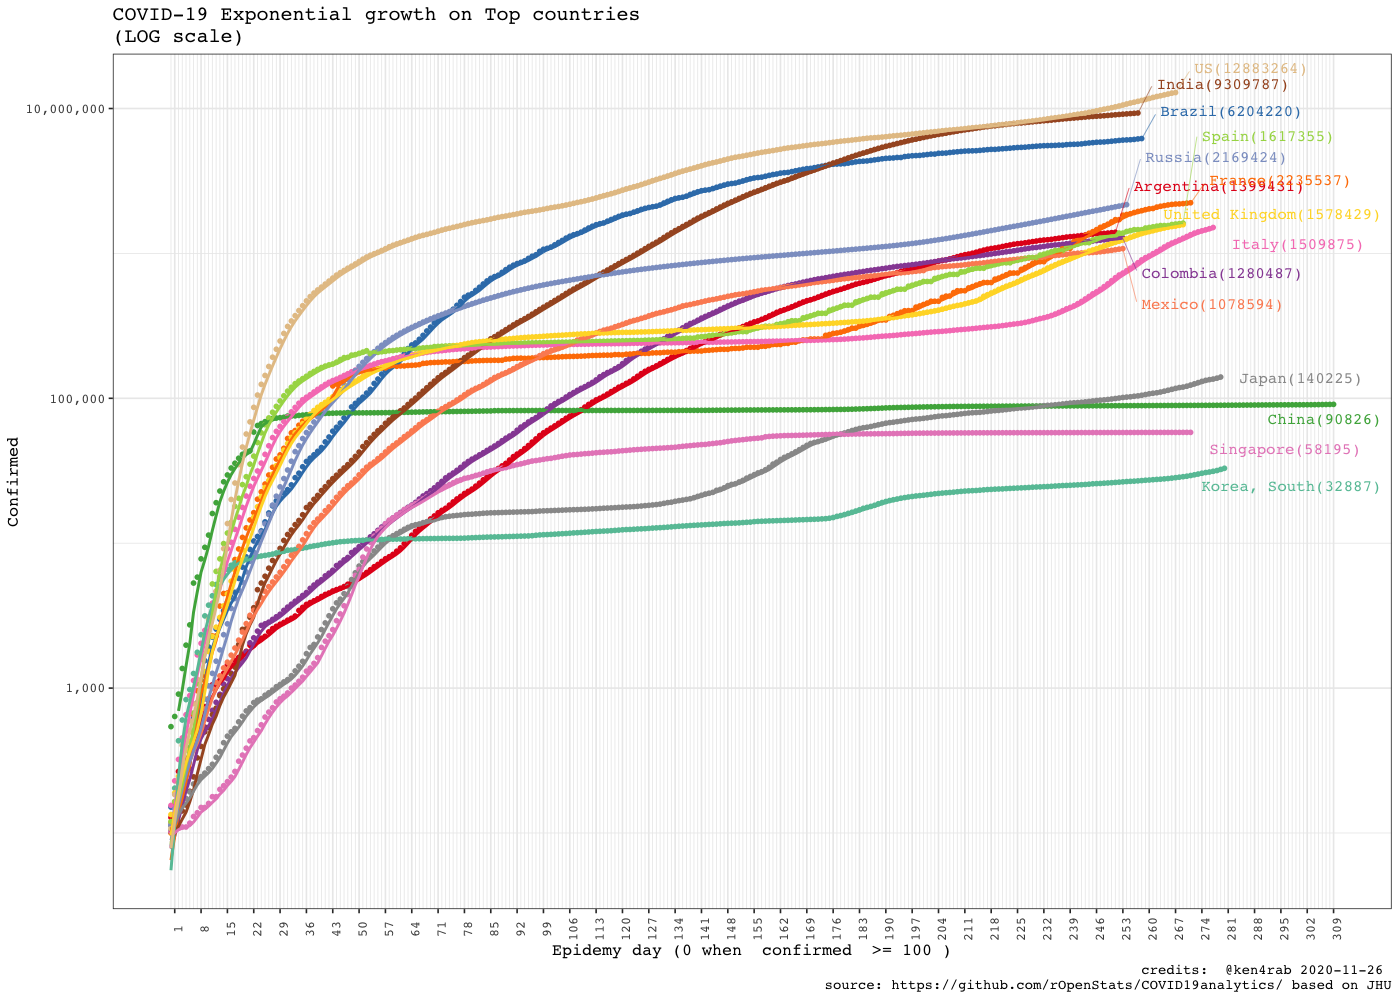 COVID-19 Exponential growth on Top countries
(LOG scale)
US(12883264)
India(9309787)
10,000,000
Brazil(6204220)
Spain(1617355)
Russia(2169424)
France(2235537)
Argentina(1399431)
United Kingdom(1578429)
Italy(1509875)
Colombia(1280487)
Mexico(1078594)
Japan(140225)
100,000
China(90826)
Singapore(58195)
Korea, South(32887)
Confirmed
1,000
1 8 15 22 29 36 43 50 57 64 71 78 85 92 99 106 113 120 127 134 141 148 155 162 169 176 183 190 197 204 211 218 225 232 239 246 253 260 267 274 281 288 295 302 309
Epidemy day (0 when  confirmed  >= 100 )
credits:  @ken4rab 2020-11-26
source: https://github.com/rOpenStats/COVID19analytics/ based on JHU